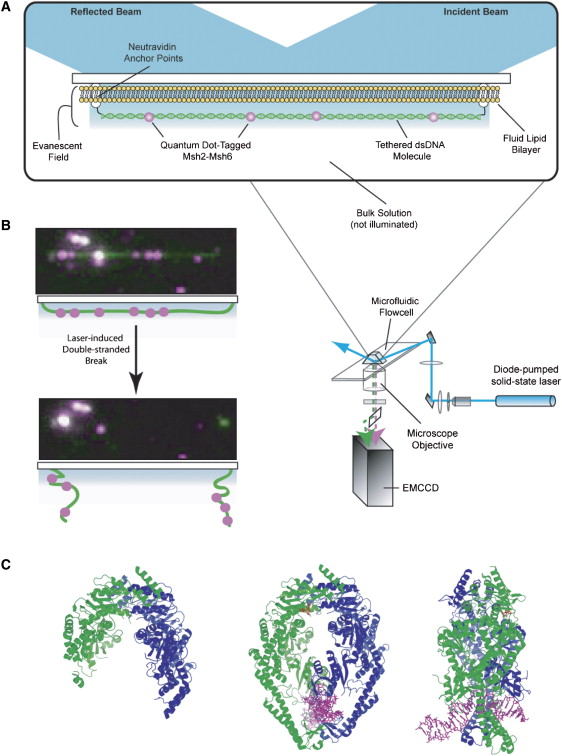 A
Reflected Beam
Incident Beam
Neutravidin
Anchor Points
Evanescent
Field
Quantum Dot-Tagged
Msh2-Msh6
Tethered dsDNA
Molecule
Fluid Lipid
Bilayer
Bulk Solution
(not illuminated)
B
Laser-induced
Double-stranded
Break
Microfluidic
Flowcell
Diode-pumped
solid-state laser
Microscope
Objective
EMCCD
C